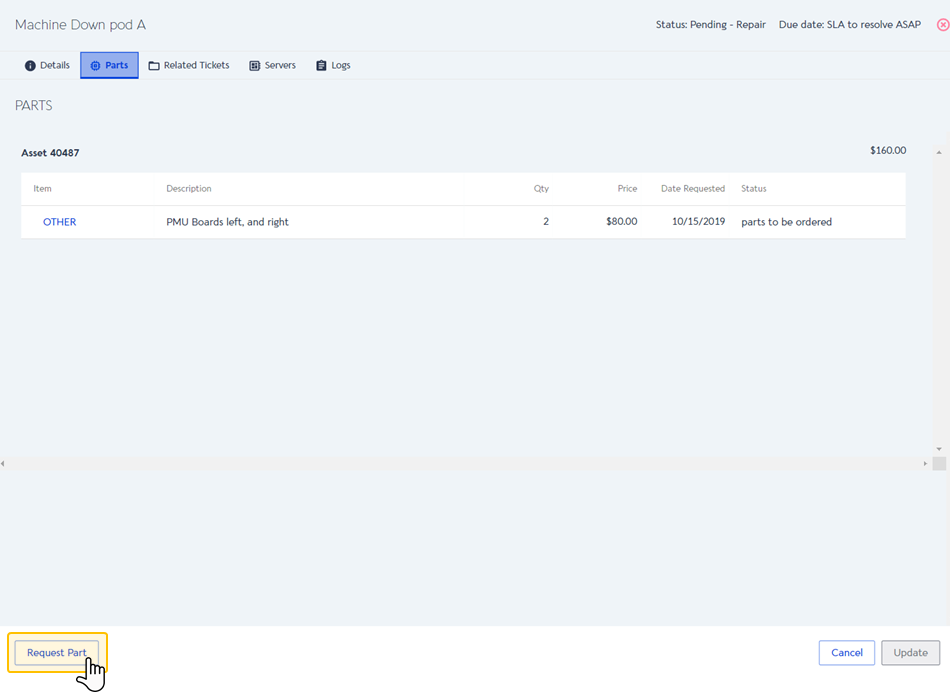 Machine Down pod A
Status: Pending - Repair Due date: SLA to resolve ASAP
Details Parts Related Tickets Servers Logs
PARTS
Asset 40487 $160.00
Item Description Qty Price Date Requested Status
OTHER PMU Boards left, and right 2 $80.00 10/15/2019 parts to be ordered
Request Part Cancel Update